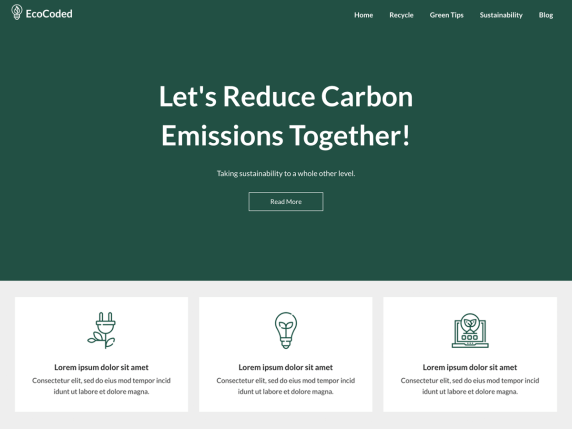 EcoCoded
Home Recycle Green Tips Sustainability Blog
Let's Reduce Carbon
Emissions Together!
Taking sustainability to a whole other level.
Read More
Lorem ipsum dolor sit amet
Consectetur elit, sed do eius mod tempor incid
idunt ut labore et dolore magna.
Lorem ipsum dolor sit amet
Consectetur elit, sed do eius mod tempor incid
idunt ut labore et dolore magna.
Lorem ipsum dolor sit amet
Consectetur elit, sed do eius mod tempor incid
idunt ut labore et dolore magna.